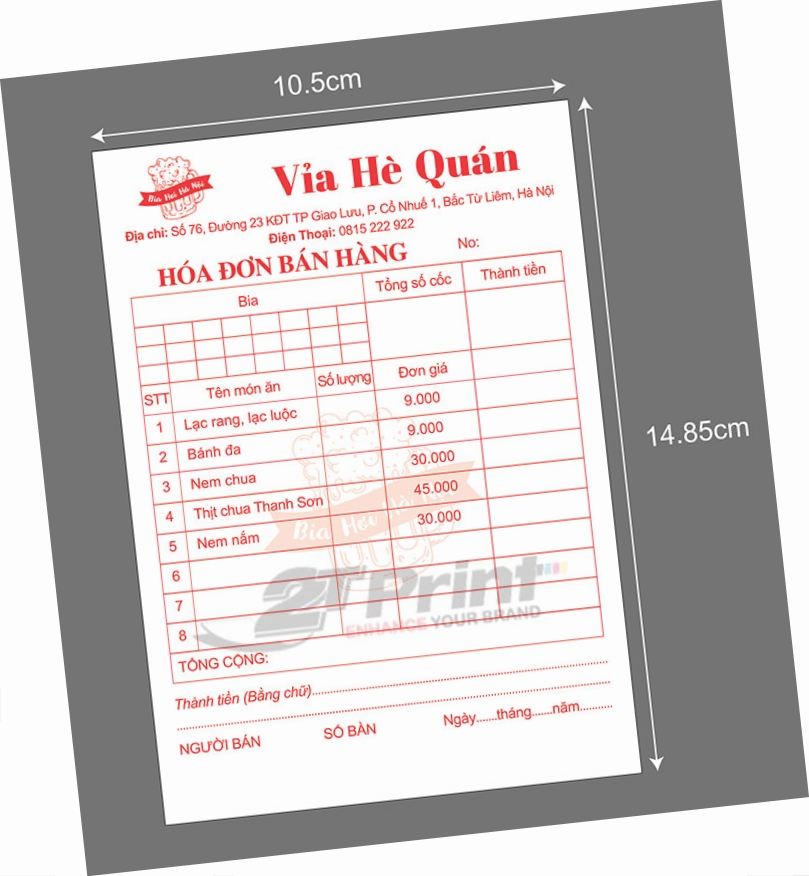 10.5cm
Bia Hơi Hà Nội
Vỉa Hè Quán
Địa chỉ: Số 76, Đường 23 KĐT TP Giao Lưu, P. Cổ Nhuế 1, Bắc Từ Liêm, Hà Nội
Điện Thoại: 0815 222 922
HÓA ĐƠN BÁN HÀNG No:
Bia Tổng số cốc Thành tiền
STT Tên món ăn Số lượng Đơn giá
1 Lạc rang, lạc luộc 9.000
2 Bánh đa 9.000
3 Nem chua 30.000
4 Thịt chua Thanh Sơn 45.000
5 Nem nắm 30.000
6
7
8
Bia Hơi Hà Nội
2T Print
ENHANCE YOUR BRAND
TỔNG CỘNG:
Thành tiền (Bằng chữ)..........
NGƯỜI BÁN SỐ BÀN Ngày......tháng......năm..........
14.85cm